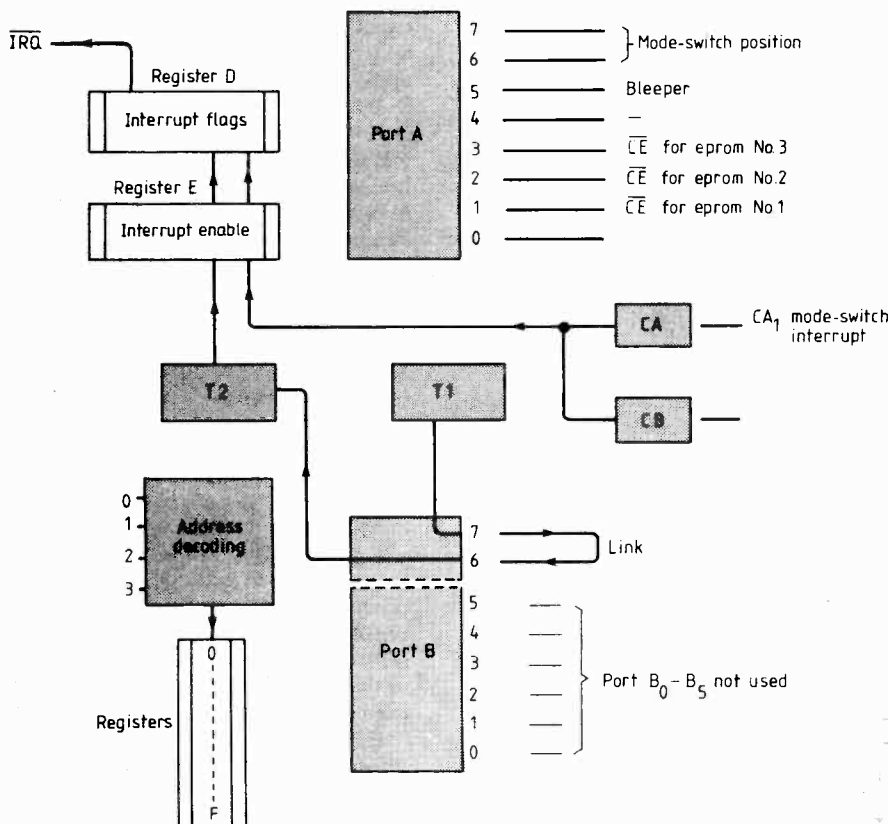 IRQ
Register D
Interrupt flags
Register E
Interrupt enable
Port A
7
6
5
4
3
2
1
0
Mode-switch position
Bleeper
–
CE for eprom No.3
CE for eprom No.2
CE for eprom No1
CA
CA1 mode-switch
interrupt
CB
T2
T1
0
1
2
3
Address
decoding
7
6
Link
5
4
3
2
1
0
Port B
Port B0-B5 not used
Registers
0
F